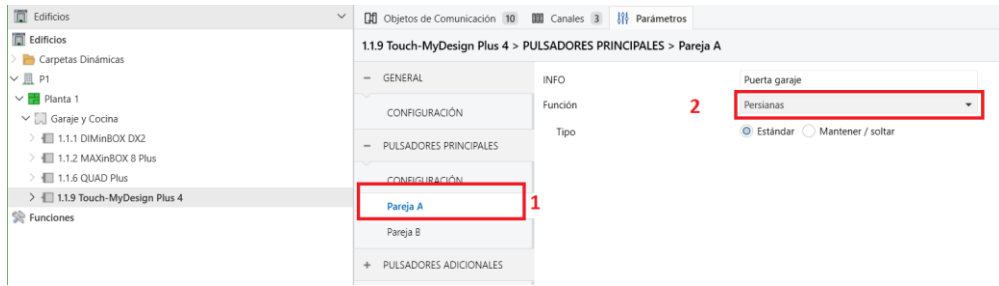 Edificios
Edificios
Carpetas Dinámicas
P1
Planta 1
Garaje y Cocina
1.1.1 DIMinBOX DX2
1.1.2 MAXinBOX 8 Plus
1.1.6 QUAD Plus
1.1.9 Touch-MyDesign Plus 4
Funciones
Objetos de Comunicación 10 Canales 3 Parámetros
1.1.9 Touch-MyDesign Plus 4 > PULSADORES PRINCIPALES > Pareja A
GENERAL
CONFIGURACIÓN
PULSADORES PRINCIPALES
CONFIGURACIÓN
Pareja A 1
Pareja B
PULSADORES ADICIONALES
INFO Puerta garaje
Función 2 Persianas
Tipo Estándar Mantener / soltar